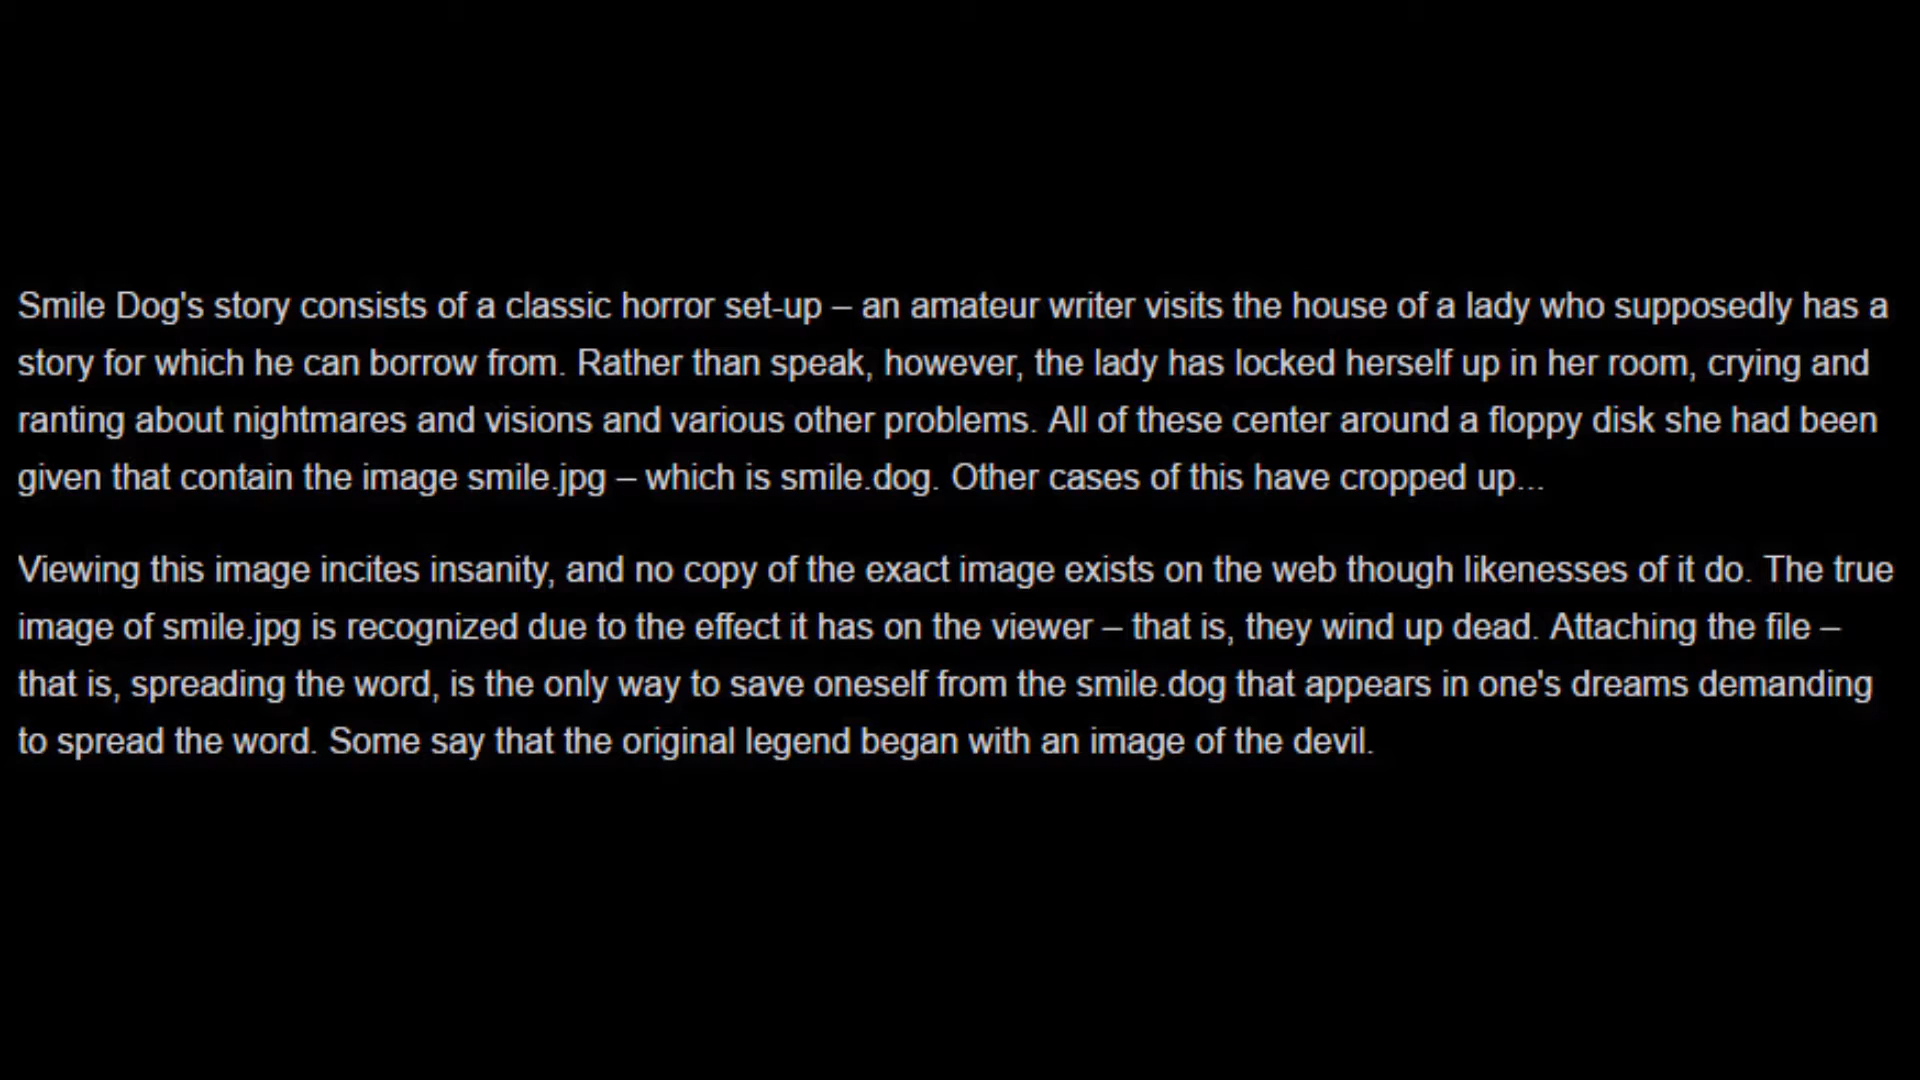 Smile Dog's story consists of a classic horror set-up – an amateur writer visits the house of a lady who supposedly has a
story for which he can borrow from. Rather than speak, however, the lady has locked herself up in her room, crying and
ranting about nightmares and visions and various other problems. All of these center around a floppy disk she had been
given that contain the image smile.jpg – which is smile.dog. Other cases of this have cropped up...
Viewing this image incites insanity, and no copy of the exact image exists on the web though likenesses of it do. The true
image of smile.jpg is recognized due to the effect it has on the viewer – that is, they wind up dead. Attaching the file –
that is, spreading the word, is the only way to save oneself from the smile.dog that appears in one's dreams demanding
to spread the word. Some say that the original legend began with an image of the devil.